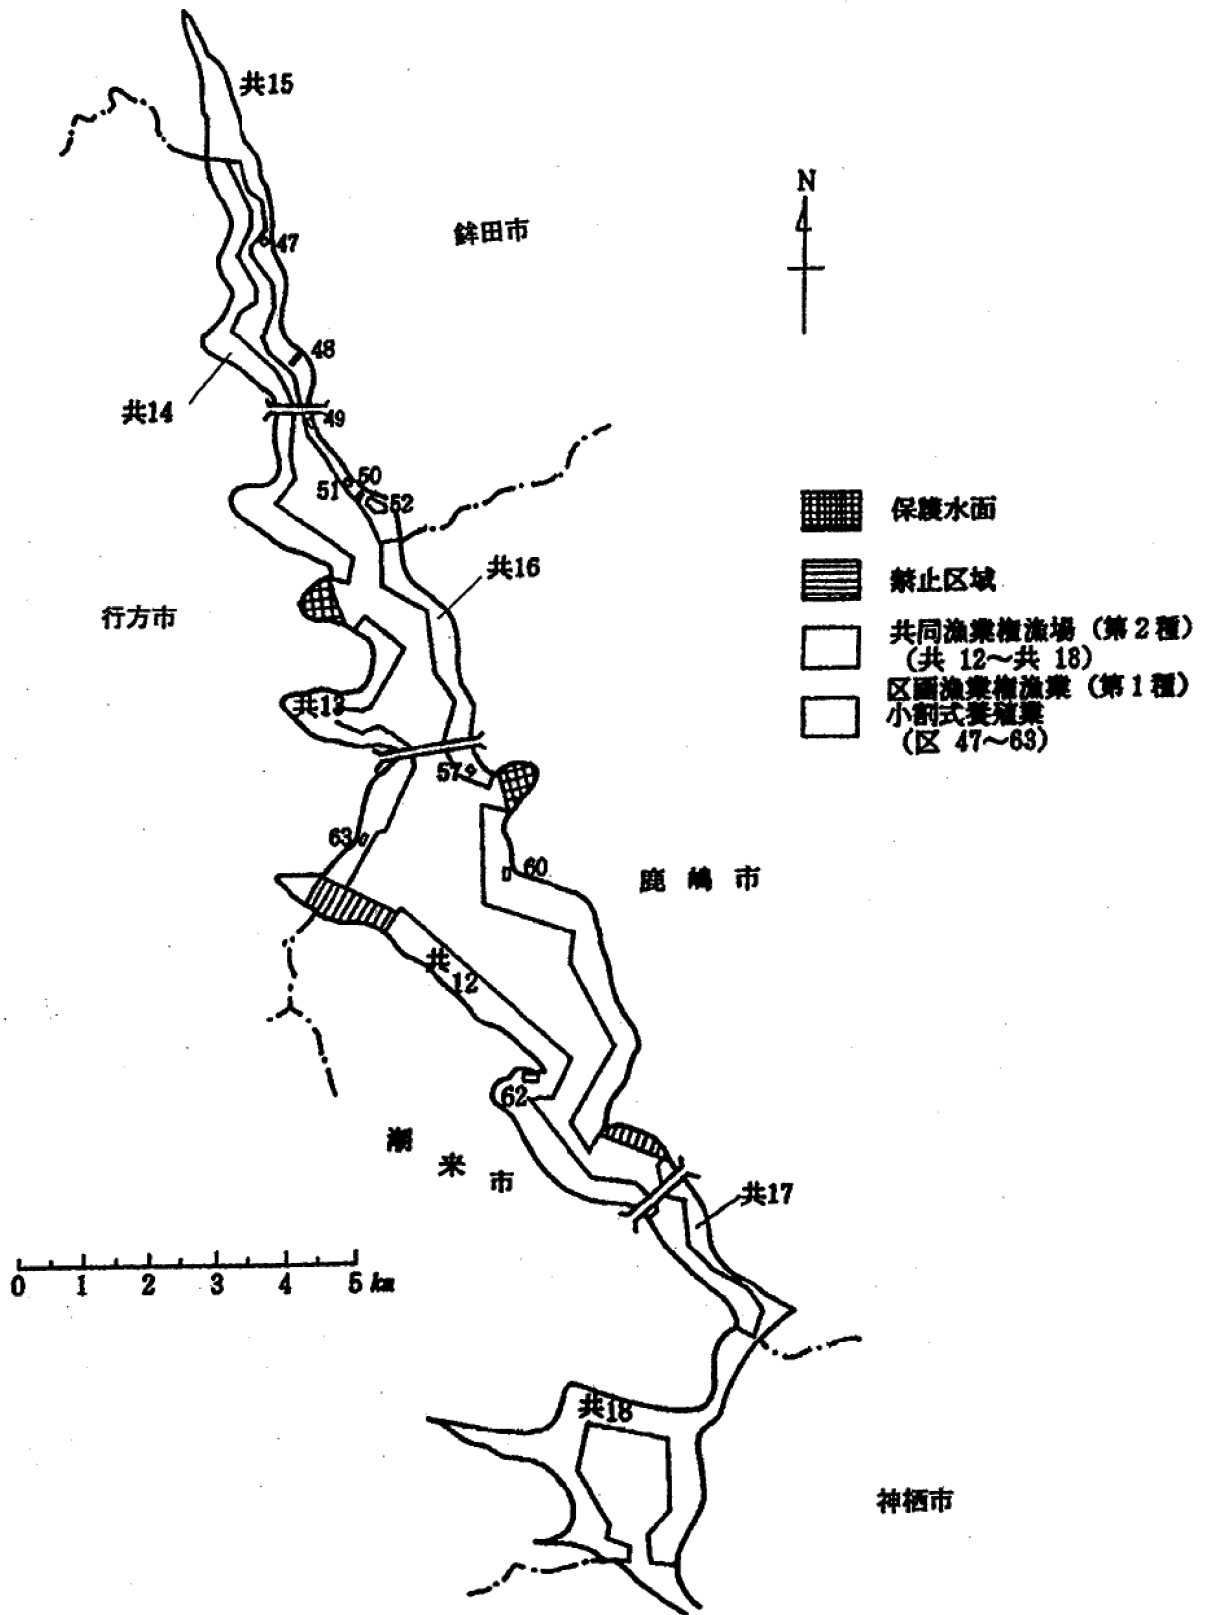 共15
N
鉾田市
47
48
共14
49
50
51
52
保護水面
共16
禁止区域
行方市
共同漁業権漁場（第２種）
（共 12～共 18）
区画漁業権漁業（第１種）
小割式養殖業
（区 47～63）
共13
57
63
60
鹿嶋市
共
12
62
潮来市
共17
0 1 2 3 4 5 km
共18
神栖市